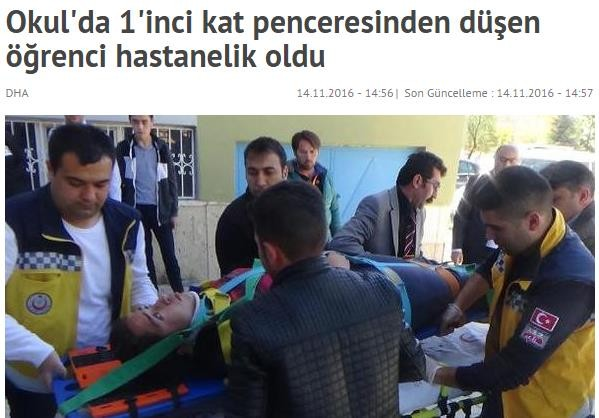 Okul'da 1'inci kat penceresinden düşen
öğrenci hastanelik oldu
DHA 14.11.2016 - 14:56 | Son Güncelleme : 14.11.2016 - 14:57